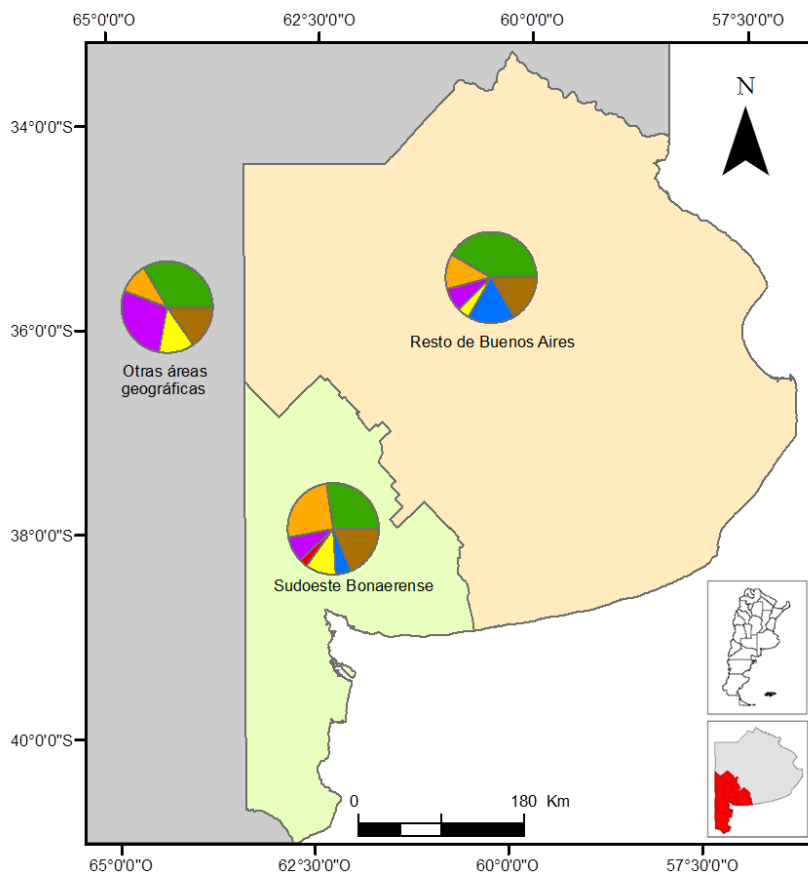 65°0'0"O 62°30'0"O 60°0'0"O 57°30'0"O
N
34°0'0"S
36°0'0"S
38°0'0"S
40°0'0"S
Resto de Buenos Aires
Otras áreas
geográficas
Sudoeste Bonaerense
0 180 Km
65°0'0"O 62°30'0"O 60°0'0"O 57°30'0"O